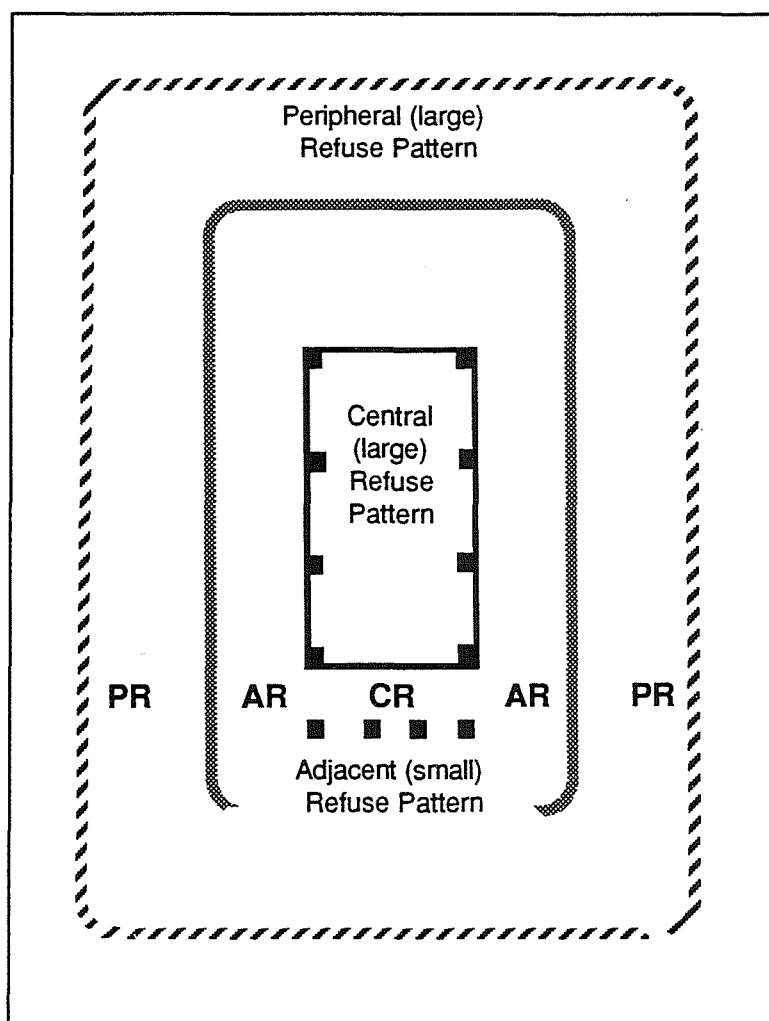 Peripheral (large)
Refuse Pattern
Central
(large)
Refuse
Pattern
PR AR CR AR PR
Adjacent (small)
Refuse Pattern